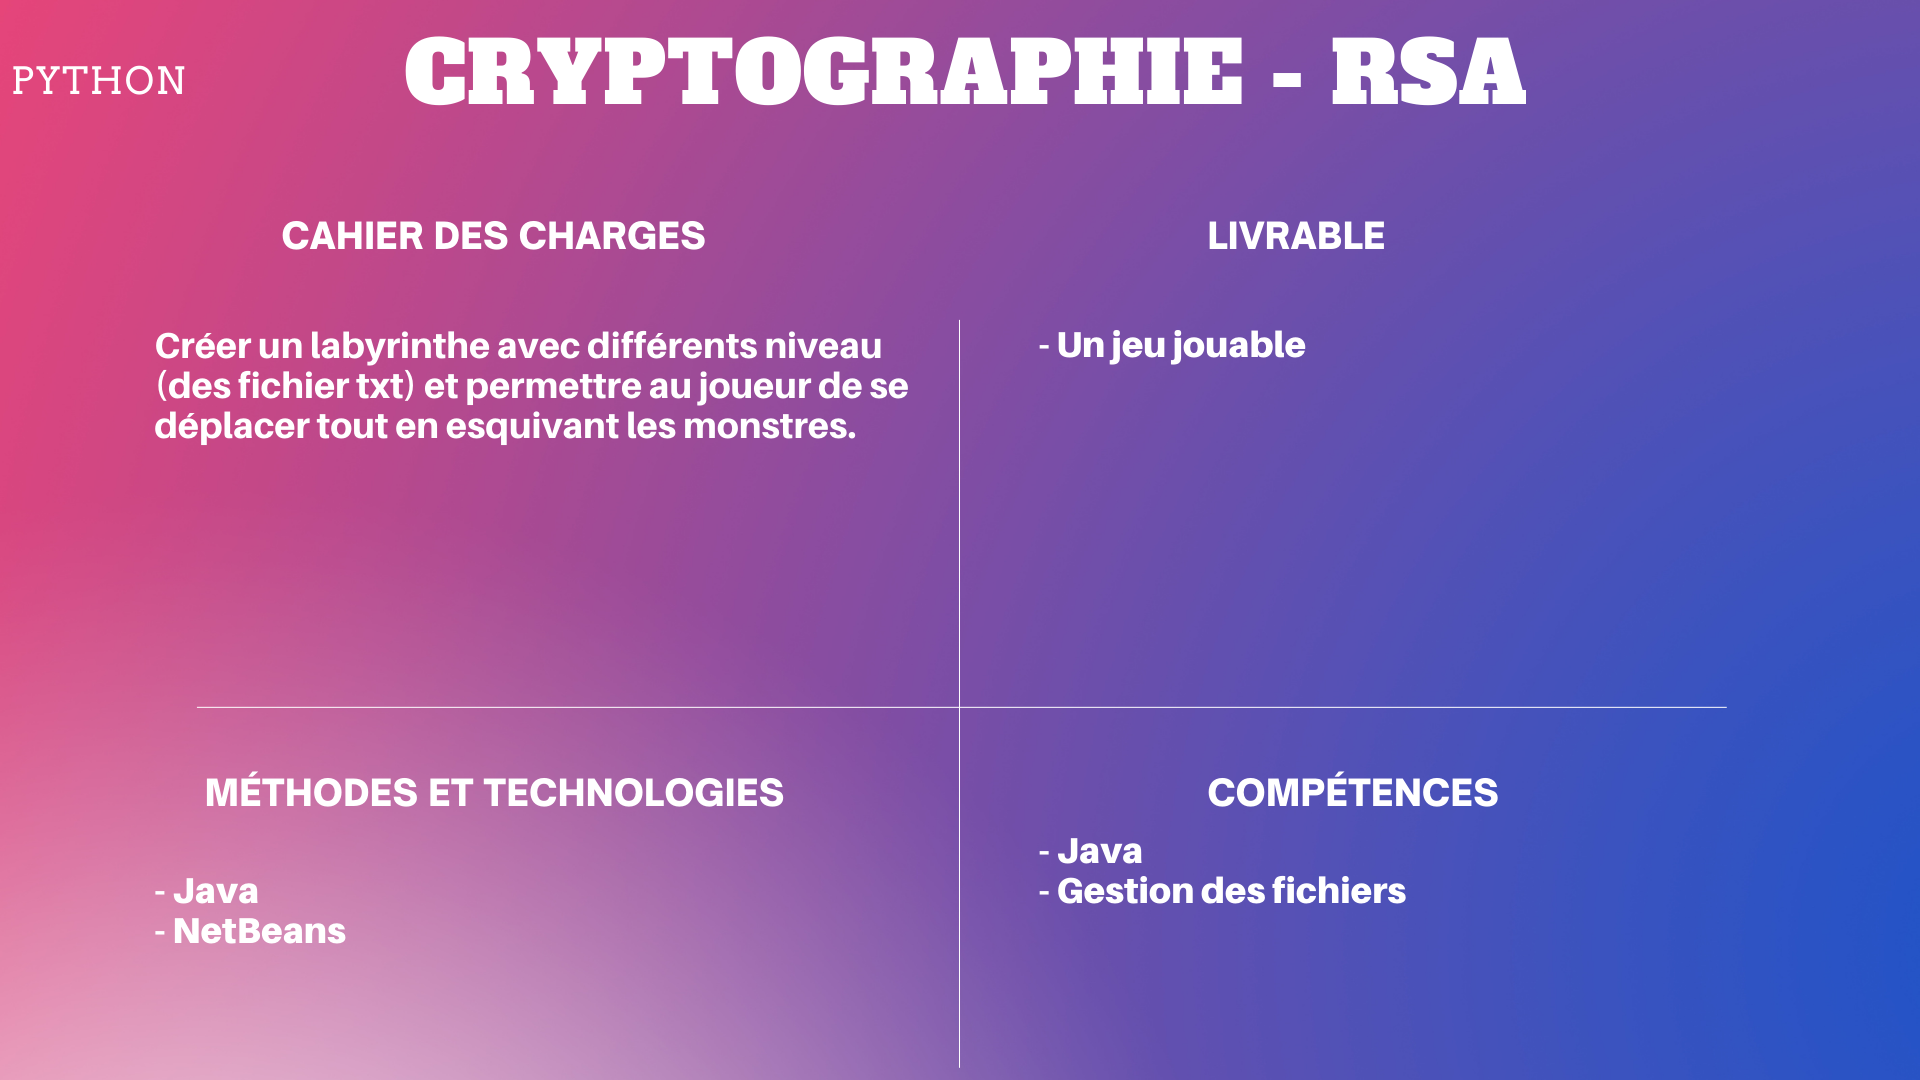 PYTHON
CRYPTOGRAPHIE - RSA
CAHIER DES CHARGES
Créer un labyrinthe avec différents niveau
(des fichier txt) et permettre au joueur de se
déplacer tout en esquivant les monstres.
LIVRABLE
- Un jeu jouable
MÉTHODES ET TECHNOLOGIES
- Java
- NetBeans
COMPÉTENCES
- Java
- Gestion des fichiers